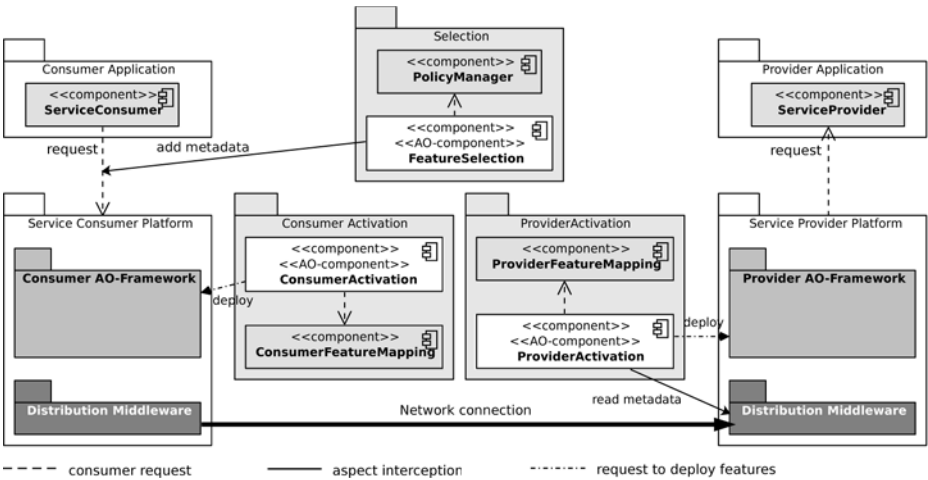 Selection
<<component>>
PolicyManager
<<component>>
<<AO-component>>
FeatureSelection
Consumer Application
<<component>>
ServiceConsumer
Provider Application
<<component>>
ServiceProvider
request
add metadata
request
Service Consumer Platform
Consumer AO-Framework
Distribution Middleware
Consumer Activation
<<component>>
<<AO-component>>
ConsumerActivation
deploy
<<component>>
ConsumerFeatureMapping
ProviderActivation
<<component>>
ProviderFeatureMapping
<<component>>
<<AO-component>>
ProviderActivation
deploy
read metadata
Service Provider Platform
Provider AO-Framework
Distribution Middleware
Network connection
consumer request
aspect interception
request to deploy features